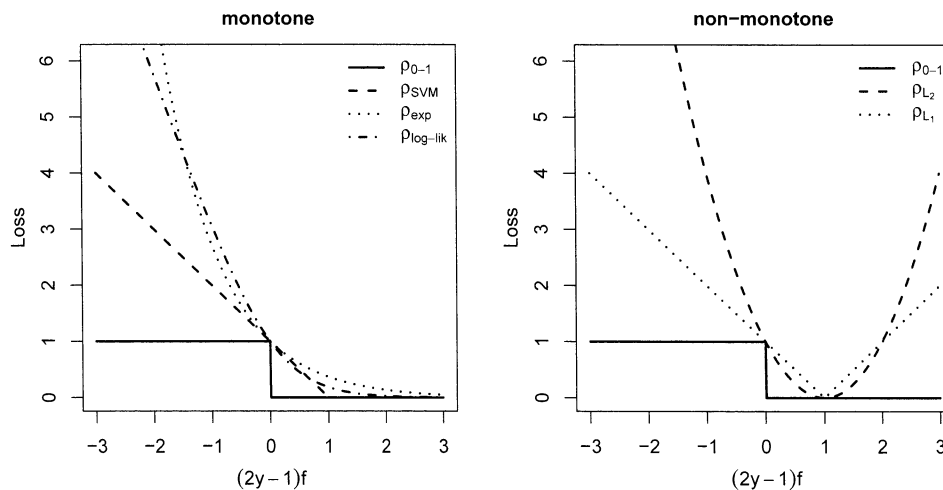 monotone
ρ0−1
ρSVM
ρexp
ρlog−lik
6
5
4
3
2
1
0
Loss
−3 −2 −1 0 1 2 3
(2y−1)f
non−monotone
ρ0−1
ρL2
ρL1
6
5
4
3
2
1
0
Loss
−3 −2 −1 0 1 2 3
(2y−1)f